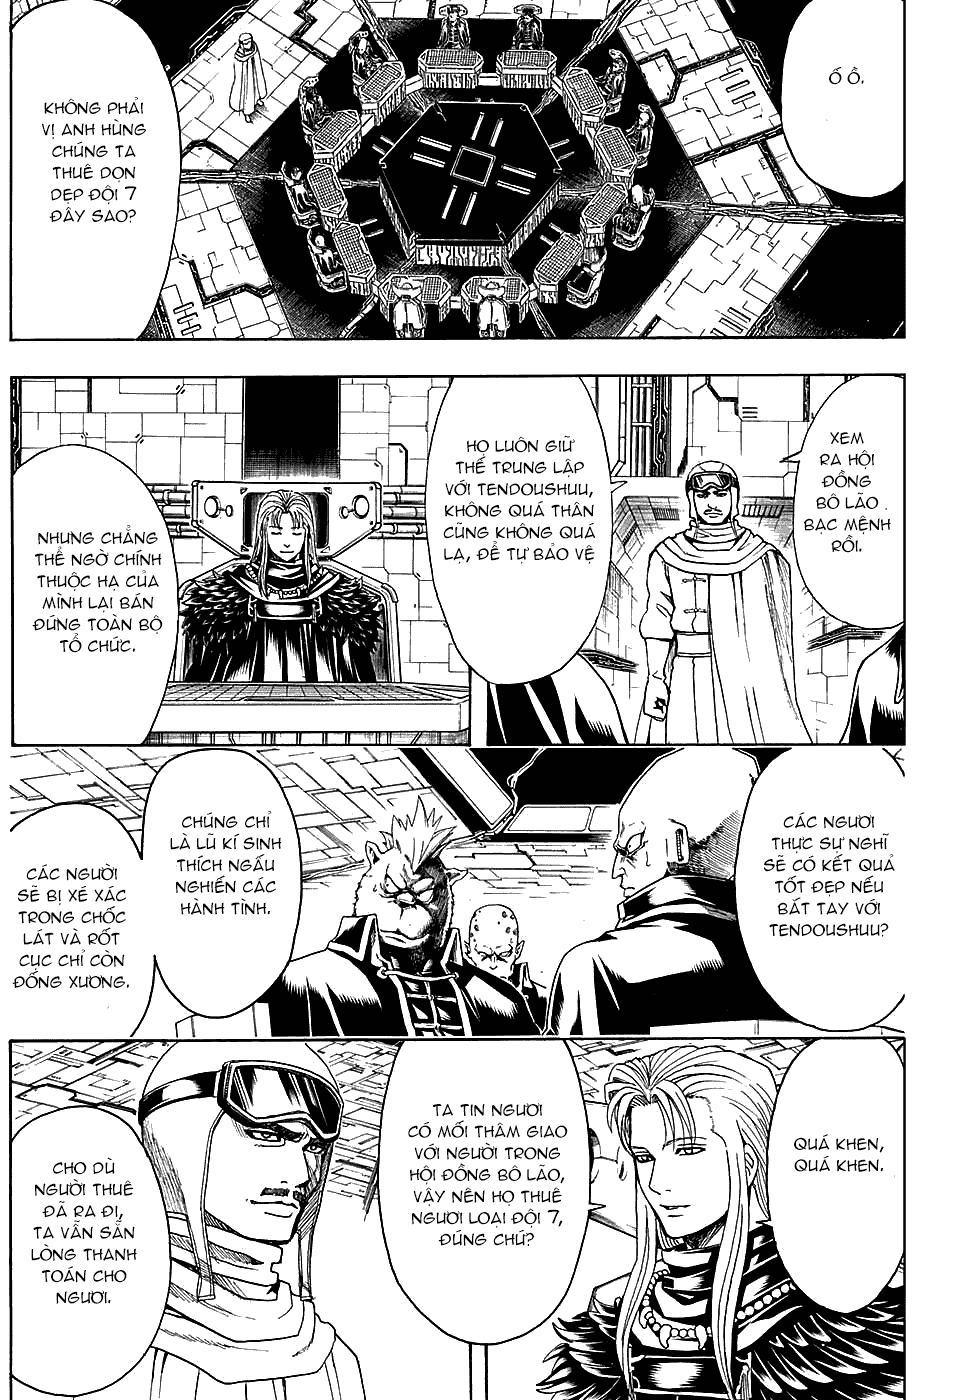 Ố Ồ.
KHÔNG PHẢI
VỊ ANH HÙNG
CHÚNG TA
THUÊ DỌN
DẸP ĐỘI 7
ĐÂY SAO?
XEM
RA HỘI
ĐỒNG
BÔ LÃO
BẠC MỆNH
RỒI.
HỌ LUÔN GIỮ
THẾ TRUNG LẬP
VỚI TENDOUSHUU,
KHÔNG QUÁ THÂN
CŨNG KHÔNG QUÁ
LẠ, ĐỂ TỰ BẢO VỆ
NHƯNG CHẲNG
THỂ NGỜ CHÍNH
THUỘC HẠ CỦA
MÌNH LẠI BÁN
ĐỨNG TOÀN BỘ
TỔ CHỨC.
CÁC NGƯƠI
THỰC SỰ NGHĨ
SẼ CÓ KẾT QUẢ
TỐT ĐẸP NẾU
BẮT TAY VỚI
TENDOUSHUU?
CHÚNG CHỈ
LÀ LŨ KÍ SINH
THÍCH NGẤU
NGHIẾN CÁC
HÀNH TINH.
CÁC NGƯƠI
SẼ BỊ XÉ XÁC
TRONG CHỐC
LÁT VÀ RỐT
CỤC CHỈ CÒN
ĐỐNG XƯƠNG.
QUÁ KHEN,
QUÁ KHEN.
TA TIN NGƯƠI
CÓ MỐI THÂM GIAO
VỚI NGƯỜI TRONG
HỘI ĐỒNG BÔ LÃO,
VẬY NÊN HỌ THUÊ
NGƯƠI LOẠI ĐỘI 7,
ĐÚNG CHỨ?
CHO DÙ
NGƯỜI THUÊ
ĐÃ RA ĐI,
TA VẪN SẴN
LÒNG THANH
TOÁN CHO
NGƯƠI.